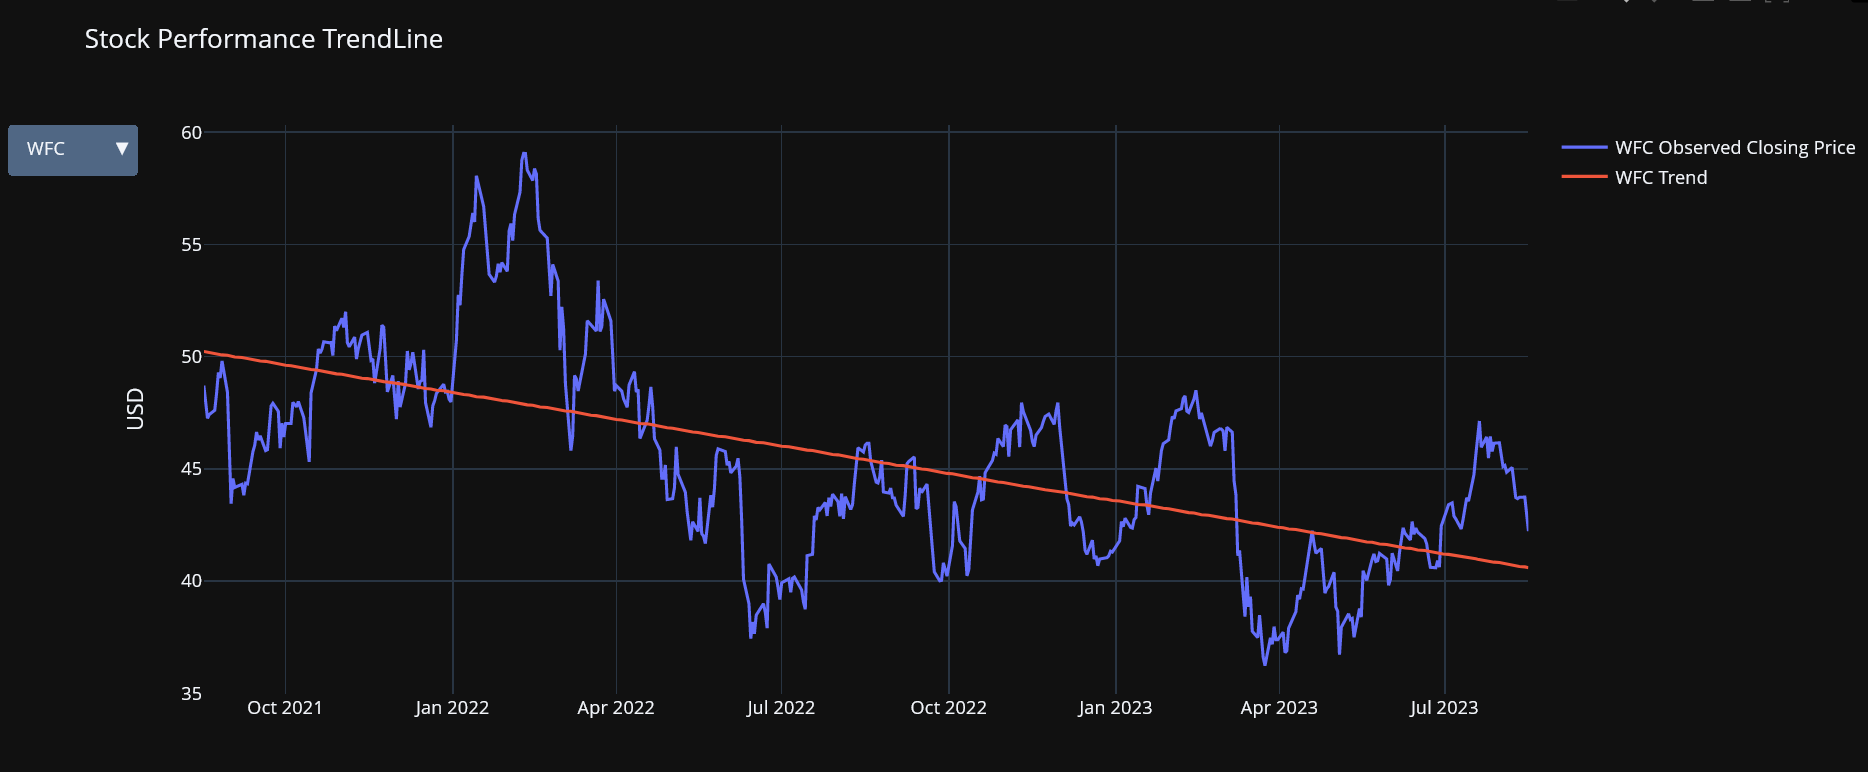 Stock Performance TrendLine
WFC ▼
WFC Observed Closing Price
WFC Trend
USD
60
55
50
45
40
35
Oct 2021
Jan 2022
Apr 2022
Jul 2022
Oct 2022
Jan 2023
Apr 2023
Jul 2023